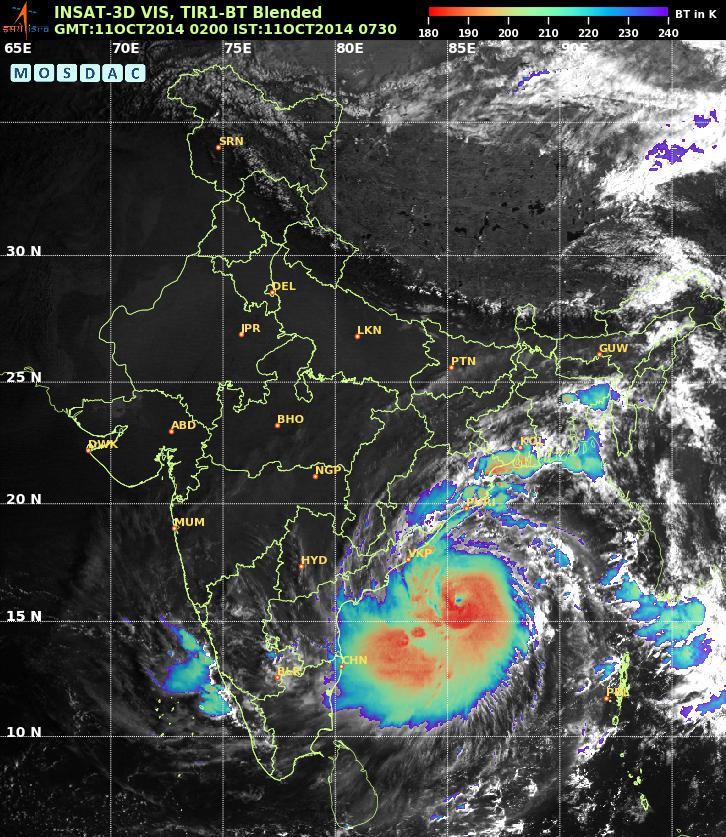 INSAT-3D VIS, TIR1-BT Blended
GMT:11OCT2014 0200 IST:11OCT2014 0730
BT in K
180 190 200 210 220 230 240
65E 70E 75E 80E 85E 90E
MOSDAC
SRN
30 N
DEL
JPR
LKN
GUW
PTN
25 N
ABD
BHO
DWK
KOL
NGP
20 N
PURI
MUM
VKP
HYD
15 N
CHN
BLR
PBL
10 N